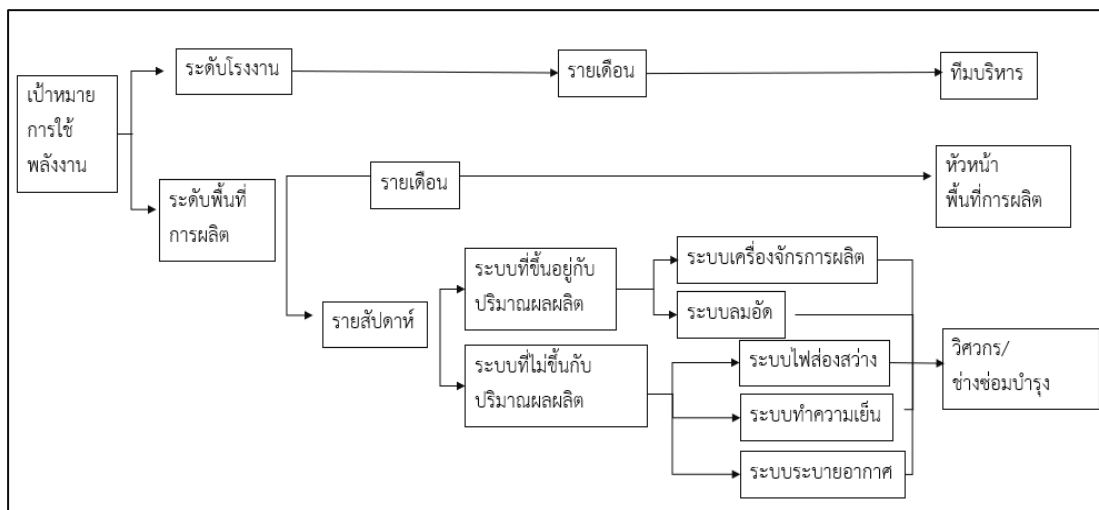 ระดับโรงงาน
รายเดือน
ทีมบริหาร
เป้าหมาย
การใช้
พลังงาน
รายเดือน
หัวหน้า
พื้นที่การผลิต
ระดับพื้นที่
การผลิต
ระบบที่ขึ้นอยู่กับ
ปริมาณผลผลิต
ระบบเครื่องจักรการผลิต
ระบบลมอัด
รายสัปดาห์
ระบบที่ไม่ขึ้นกับ
ปริมาณผลผลิต
ระบบไฟส่องสว่าง
ระบบทำความเย็น
ระบบระบายอากาศ
วิศวกร/
ช่างซ่อมบำรุง